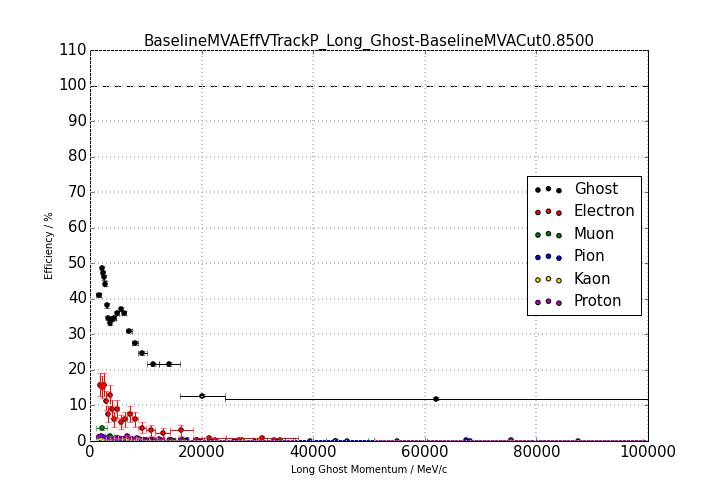 BaselineMVAEffVTrackP_Long_Ghost-BaselineMVACut0.8500
110
100
90
80
70
60
50
40
30
20
10
0
Efficiency / %
Ghost
Electron
Muon
Pion
Kaon
Proton
0 20000 40000 60000 80000 100000
Long Ghost Momentum / MeV/c